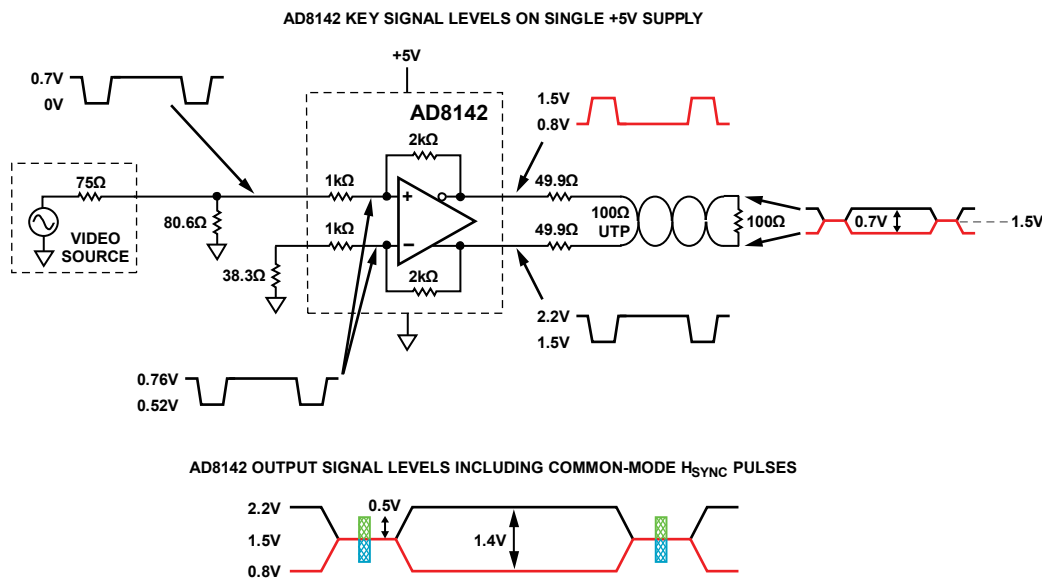 AD8142 KEY SIGNAL LEVELS ON SINGLE +5V SUPPLY
+5V
0.7V
0V
AD8142
1.5V
0.8V
2kΩ
75Ω
1kΩ
49.9Ω
+
80.6Ω
100Ω
UTP
100Ω
0.7V
1.5V
VIDEO
SOURCE
1kΩ
–
49.9Ω
38.3Ω
2kΩ
2.2V
1.5V
0.76V
0.52V
AD8142 OUTPUT SIGNAL LEVELS INCLUDING COMMON-MODE HSYNC PULSES
2.2V
0.5V
1.5V
1.4V
0.8V